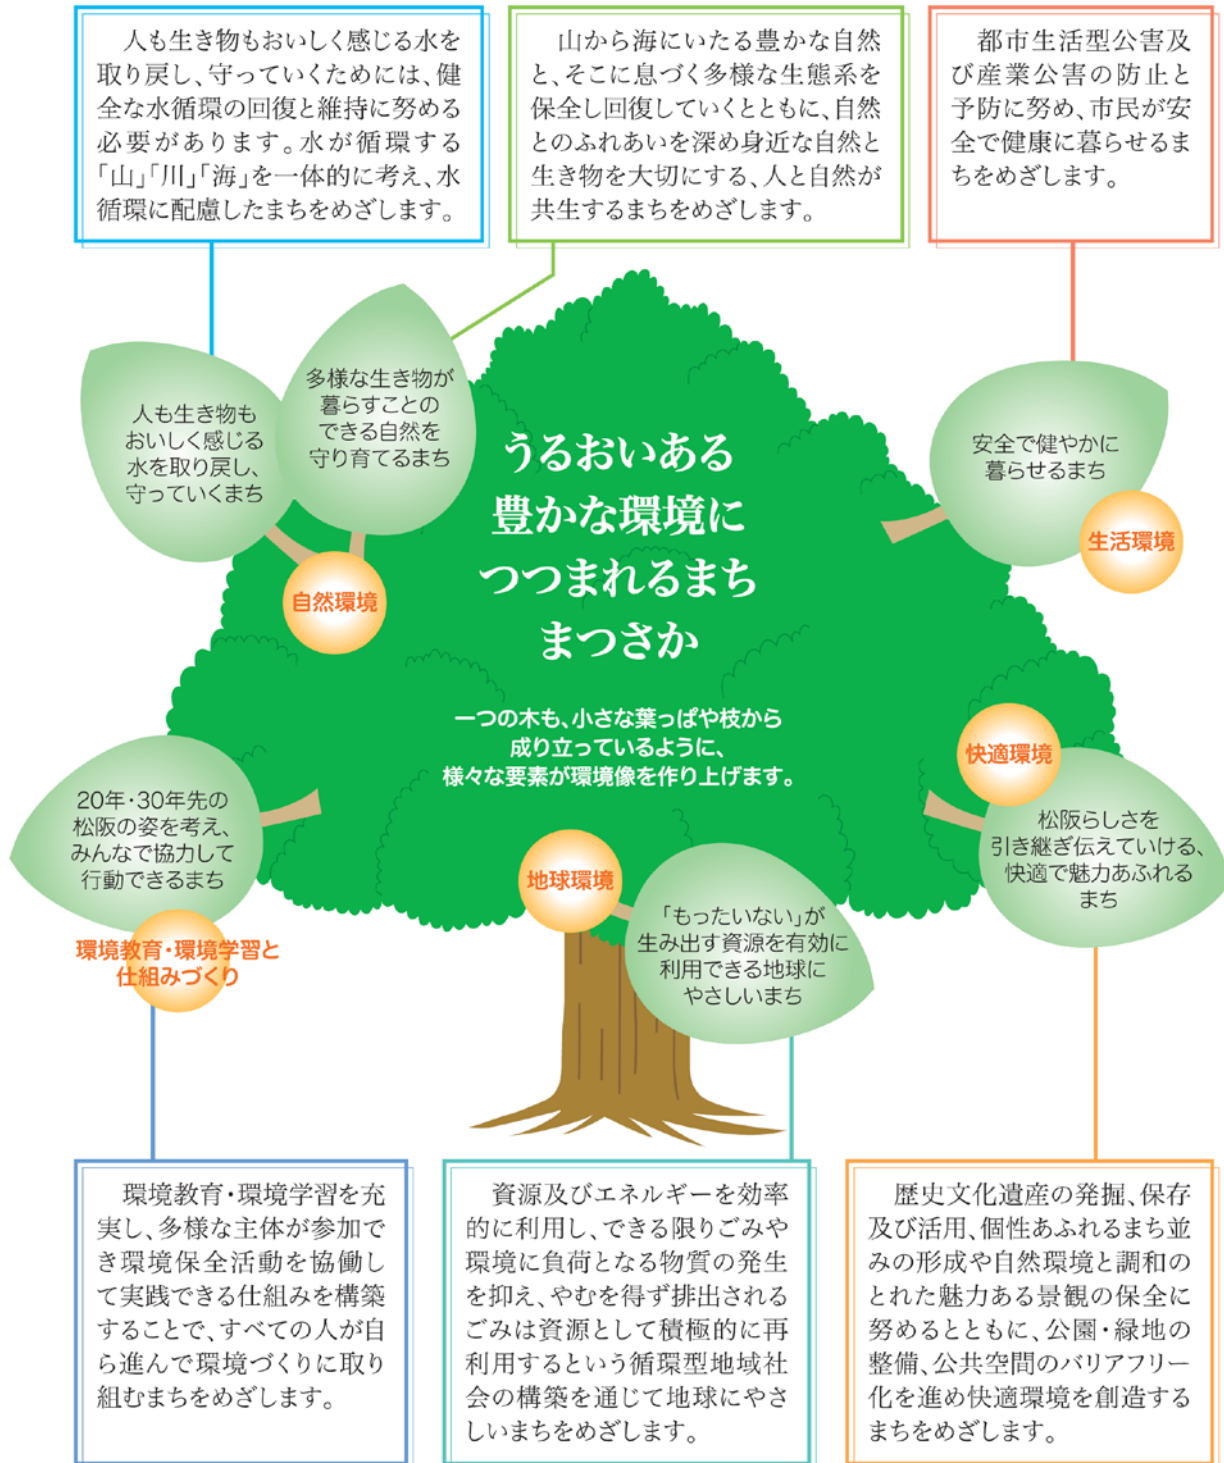 人も生き物もおいしく感じる水を
取り戻し、守っていくためには、健
全な水循環の回復と維持に努める
必要があります。水が循環する
「山」「川」「海」を一体的に考え、水
循環に配慮したまちをめざします。
山から海にいたる豊かな自然
と、そこに息づく多様な生態系を
保全し回復していくとともに、自然
とのふれあいを深め身近な自然と
生き物を大切にする、人と自然が
共生するまちをめざします。
都市生活型公害及
び産業公害の防止と
予防に努め、市民が安
全で健康に暮らせるま
ちをめざします。
人も生き物も
おいしく感じる
水を取り戻し、
守っていくまち
多様な生き物が
暮らすことの
できる自然を
守り育てるまち
自然環境
うるおいある
豊かな環境に
つつまれるまち
まつさか
一つの木も、小さな葉っぱや枝から
成り立っているように、
様々な要素が環境像を作り上げます。
安全で健やかに
暮らせるまち
生活環境
20年・30年先の
松阪の姿を考え、
みんなで協力して
行動できるまち
環境教育・環境学習と
仕組みづくり
地球環境
「もったいない」が
生み出す資源を有効に
利用できる地球に
やさしいまち
快適環境
松阪らしさを
引き継ぎ伝えていける、
快適で魅力あふれる
まち
環境教育・環境学習を充
実し、多様な主体が参加で
き環境保全活動を協働し
て実践できる仕組みを構築
することで、すべての人が自
ら進んで環境づくりに取り
組むまちをめざします。
資源及びエネルギーを効率
的に利用し、できる限りごみや
環境に負荷となる物質の発生
を抑え、やむを得ず排出される
ごみは資源として積極的に再
利用するという循環型地域社
会の構築を通じて地球にやさ
しいまちをめざします。
歴史文化遺産の発掘、保存
及び活用、個性あふれるまち並
みの形成や自然環境と調和の
とれた魅力ある景観の保全に
努めるとともに、公園・緑地の
整備、公共空間のバリアフリー
化を進め快適環境を創造する
まちをめざします。